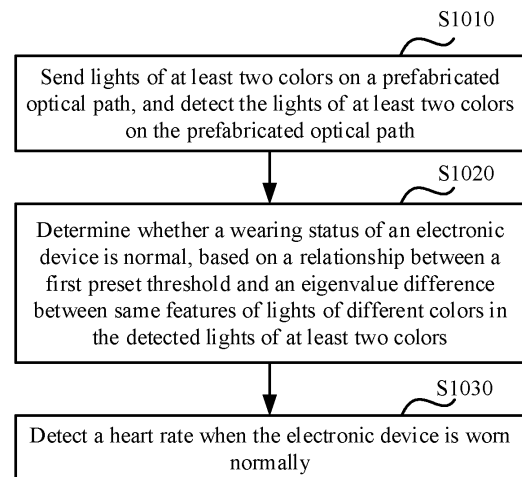 S1010
Send lights of at least two colors on a prefabricated
optical path, and detect the lights of at least two colors
on the prefabricated optical path
S1020
Determine whether a wearing status of an electronic
device is normal, based on a relationship between a
first preset threshold and an eigenvalue difference
between same features of lights of different colors in
the detected lights of at least two colors
S1030
Detect a heart rate when the electronic device is worn
normally